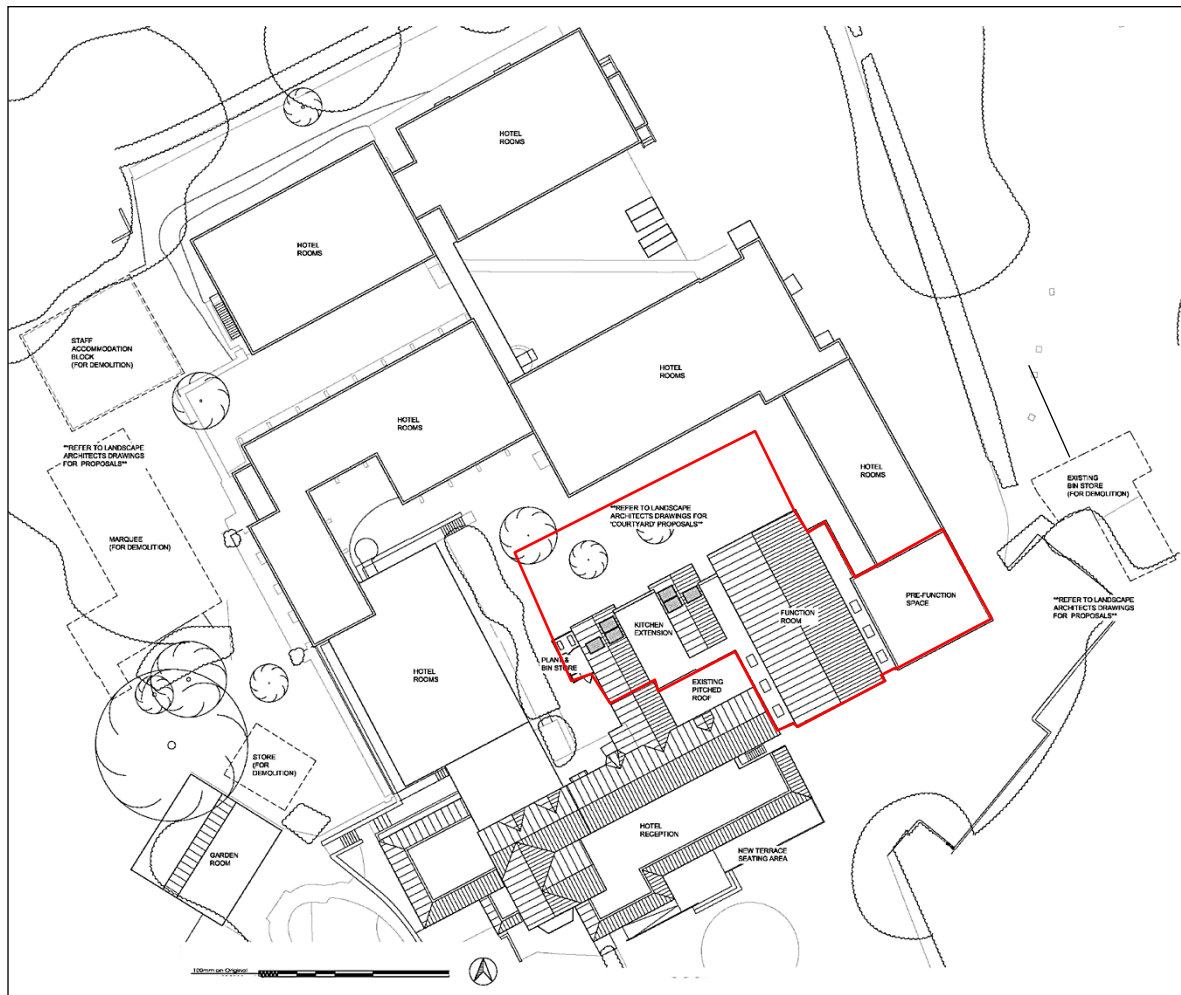 HOTEL
ROOMS
HOTEL
ROOMS
STAFF
ACCOMMODATION
BLOCK
(FOR DEMOLITION)
HOTEL
ROOMS
HOTEL
ROOMS
**REFER TO LANDSCAPE
ARCHITECTS DRAWINGS
FOR PROPOSALS**
HOTEL
ROOMS
EXISTING
BIN STORE
(FOR DEMOLITION)
**REFER TO LANDSCAPE
ARCHITECTS DRAWINGS FOR
'COURTYARD' PROPOSALS**
MARQUEE
(FOR DEMOLITION)
PRE-FUNCTION
SPACE
**REFER TO LANDSCAPE
ARCHITECTS DRAWINGS
FOR PROPOSALS**
FUNCTION
ROOM
KITCHEN
EXTENSION
PLANT &
BIN STORE
HOTEL
ROOMS
EXISTING
PITCHED
ROOF
STORE
(FOR
DEMOLITION)
HOTEL
RECEPTION
NEW TERRACE
SEATING AREA
GARDEN
ROOM
100mm on Original